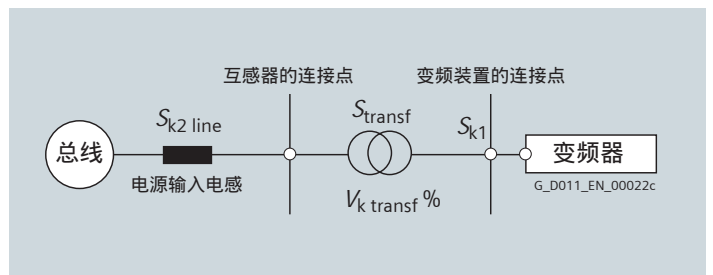 互感器的连接点
变频装置的连接点
Sk2 line
Stransf
Sk1
总线
变频器
电源输入电感
G_D011_EN_00022c
Vk transf %